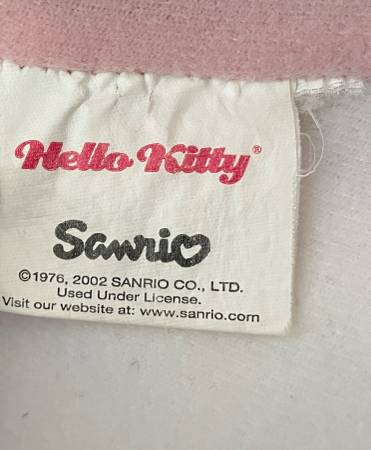 Hello Kitty®
Sanrio
©1976, 2002 SANRIO CO., LTD.
Used Under License.
Visit our website at: www.sanrio.com